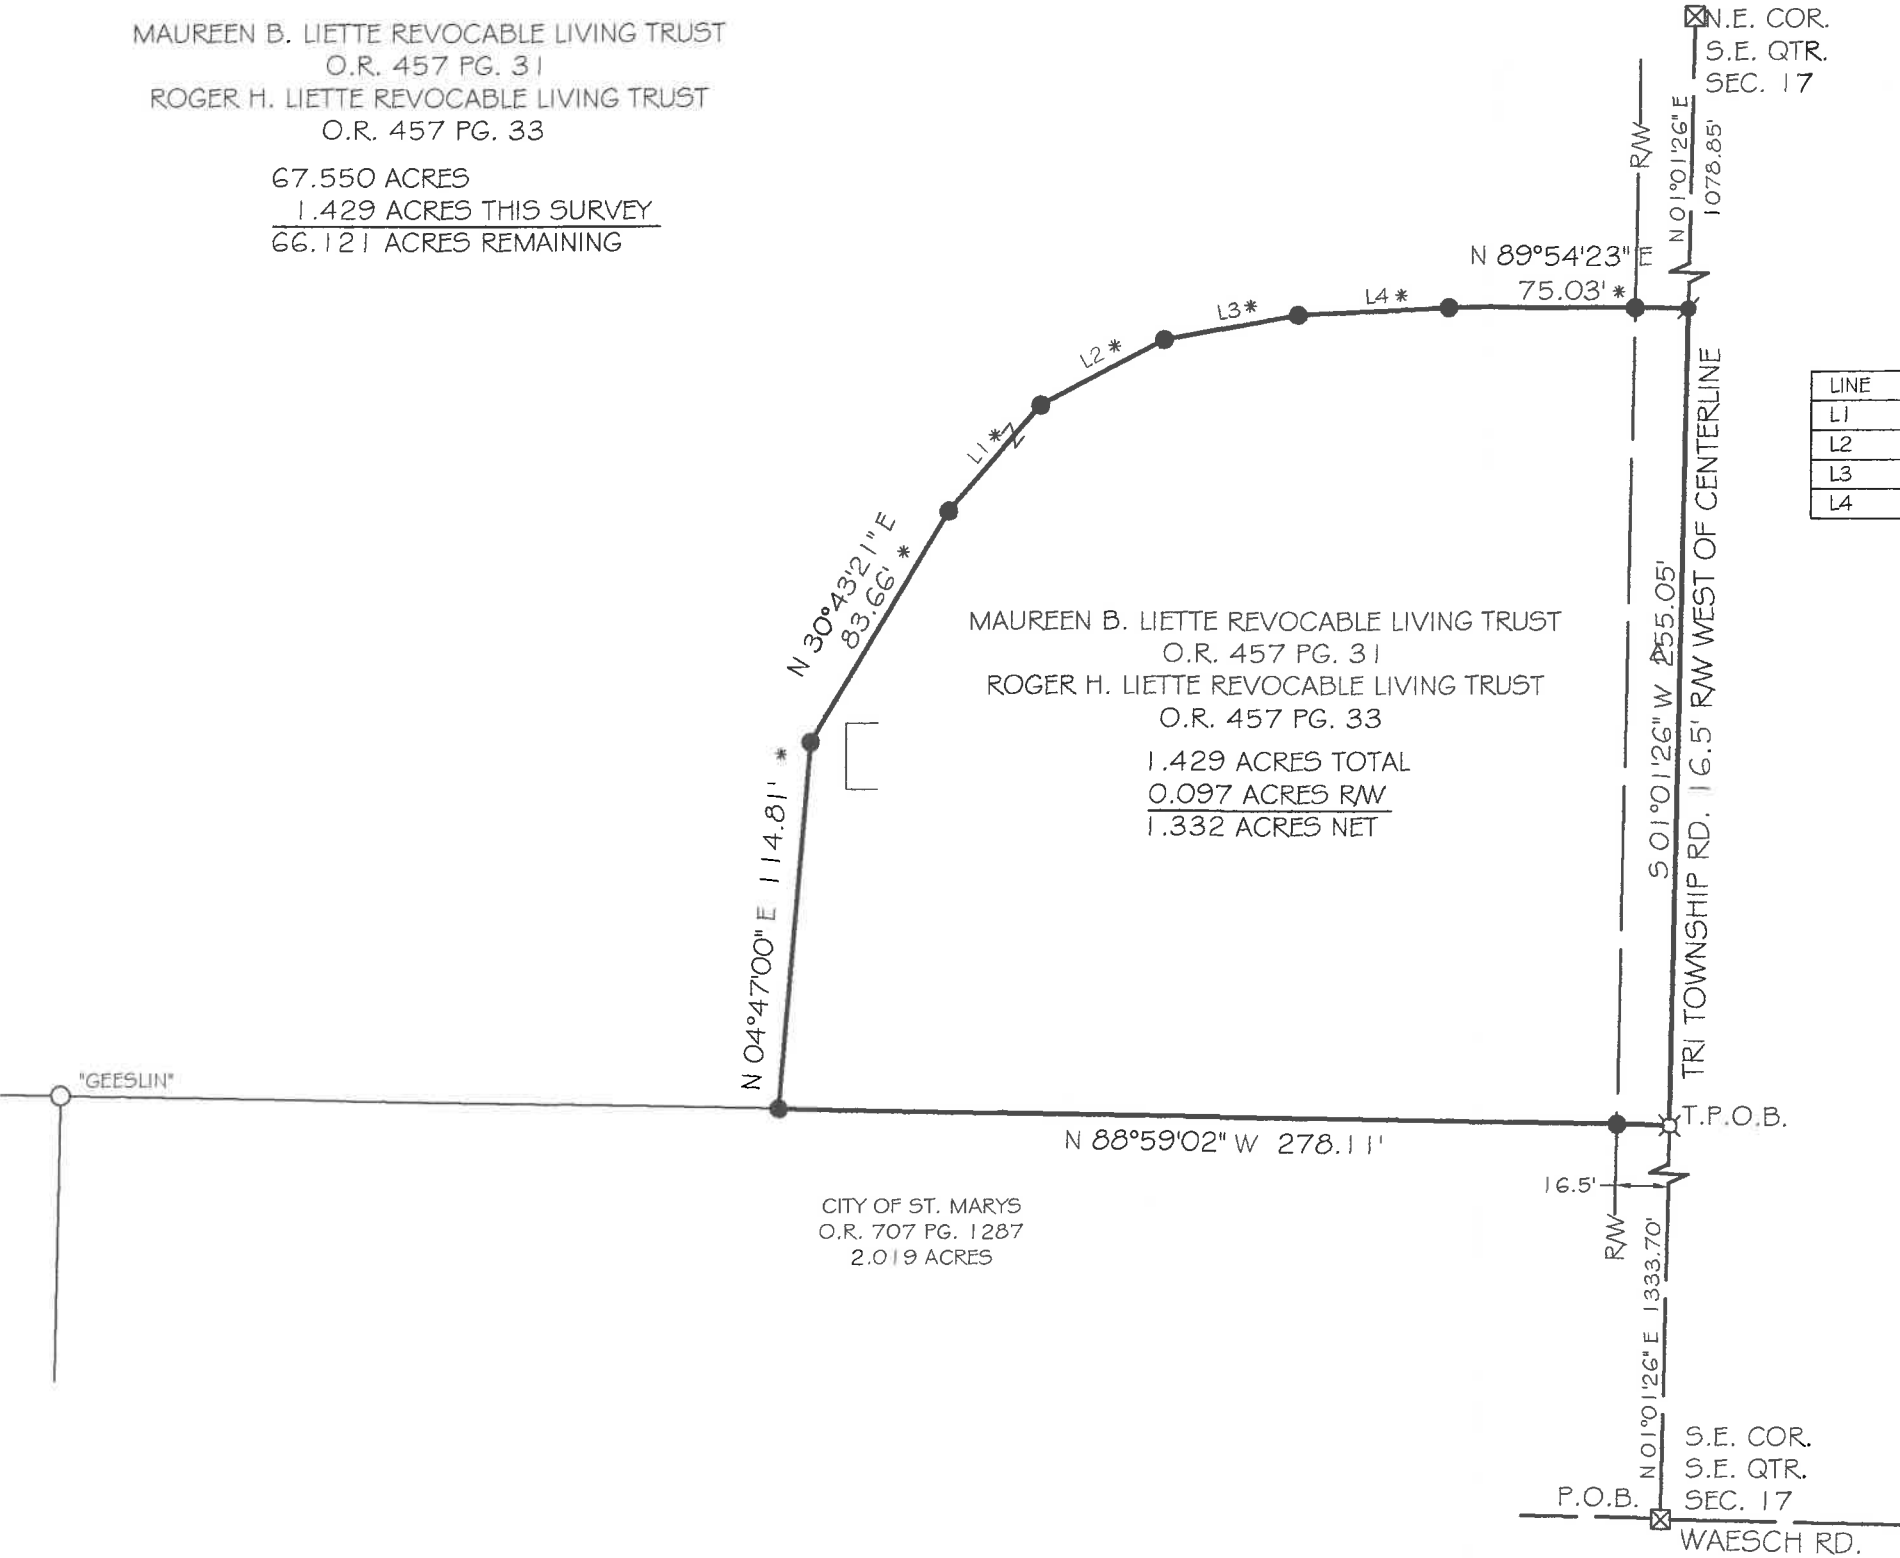 MAUREEN B. LIETTE REVOCABLE LIVING TRUST
O.R. 457 PG. 31
ROGER H. LIETTE REVOCABLE LIVING TRUST
O.R. 457 PG. 33
67.550 ACRES
1.429 ACRES THIS SURVEY
66.121 ACRES REMAINING
N.E. COR.
S.E. QTR.
SEC. 17
R/W
N 01°01'26" E
1078.85'
N 89°54'23" E
75.03' *
L4 *
L3 *
L2 *
L1 *
N 30°43'21" E
83.66' *
LINE
L1
L2
L3
L4
MAUREEN B. LIETTE REVOCABLE LIVING TRUST
O.R. 457 PG. 31
ROGER H. LIETTE REVOCABLE LIVING TRUST
O.R. 457 PG. 33
1.429 ACRES TOTAL
0.097 ACRES R/W
1.332 ACRES NET
S 01°01'26" W 255.05'
TRI TOWNSHIP RD. 16.5' R/W WEST OF CENTERLINE
N 04°47'00" E 114.81' *
"GEESLIN"
T.P.O.B.
N 88°59'02" W 278.11'
16.5'
R/W
CITY OF ST. MARYS
O.R. 707 PG. 1287
2.019 ACRES
N 01°01'26" E 1333.70'
S.E. COR.
S.E. QTR.
SEC. 17
P.O.B.
WAESCH RD.